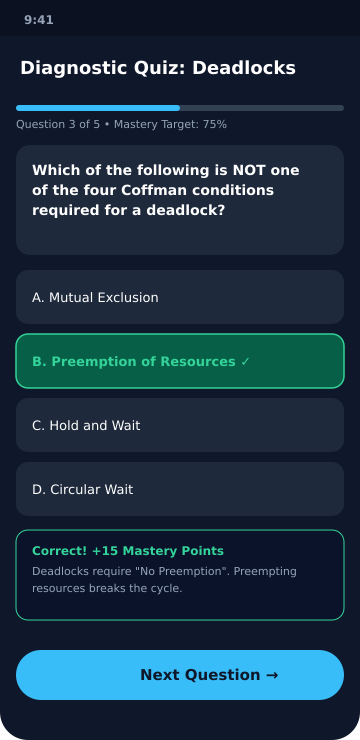 9:41
Diagnostic Quiz: Deadlocks
Question 3 of 5 • Mastery Target: 75%
Which of the following is NOT one
of the four Coffman conditions
required for a deadlock?
A. Mutual Exclusion
B. Preemption of Resources ✓
C. Hold and Wait
D. Circular Wait
Correct! +15 Mastery Points
Deadlocks require "No Preemption". Preempting
resources breaks the cycle.
Next Question →